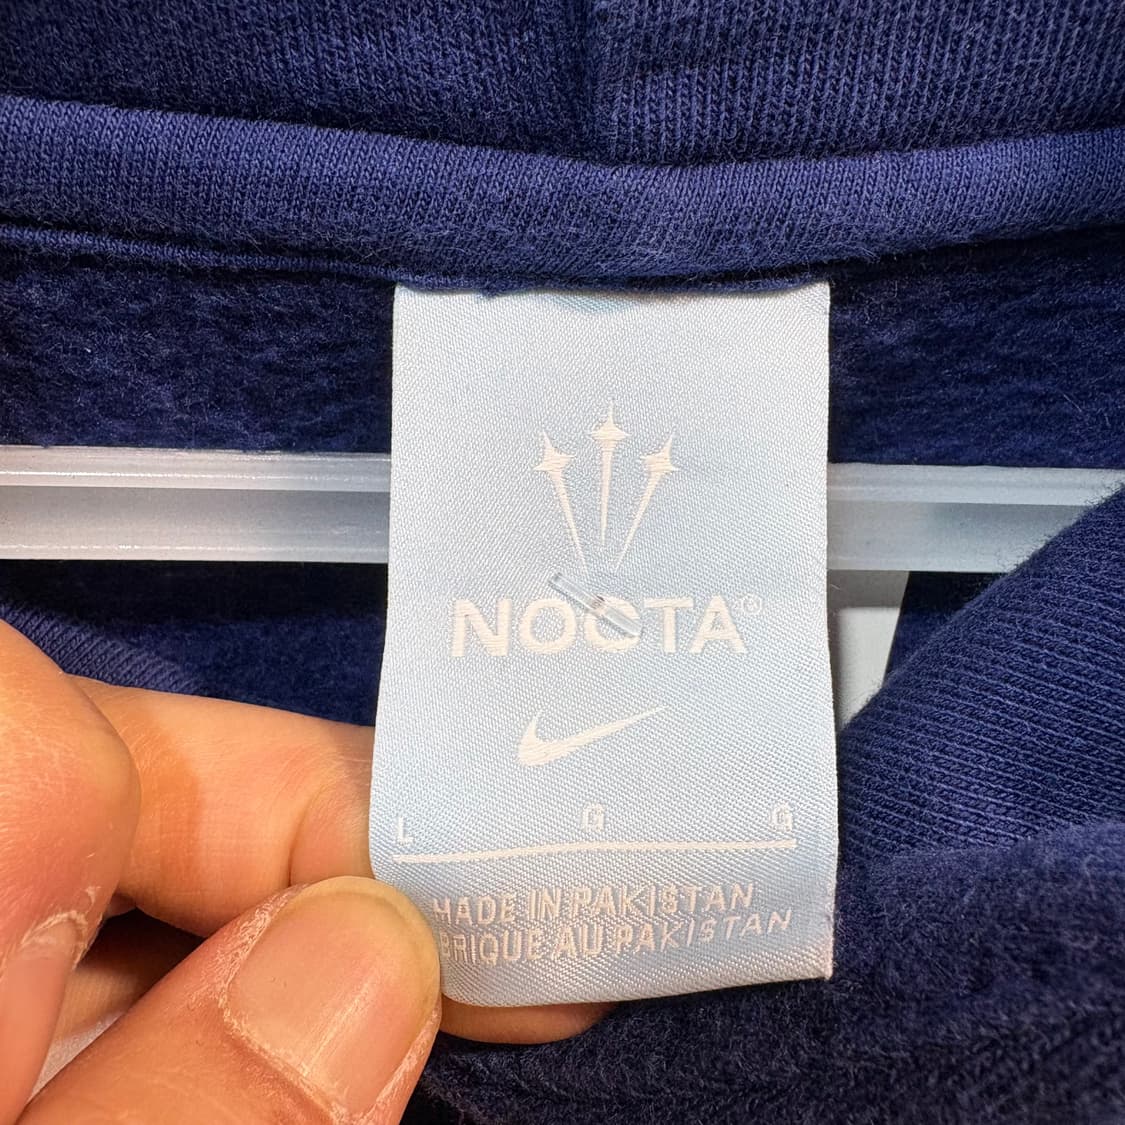 NOCTA®
L G G
MADE IN PAKISTAN
BRIQUE AU PAKISTAN